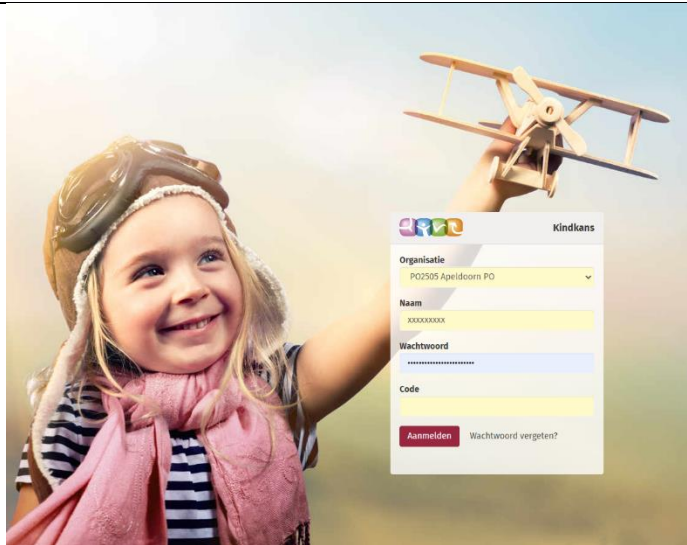 Kindkans
Organisatie
PO2505 Apeldoorn PO
Naam
xxxxxxxxx
Wachtwoord
Code
Aanmelden Wachtwoord vergeten?